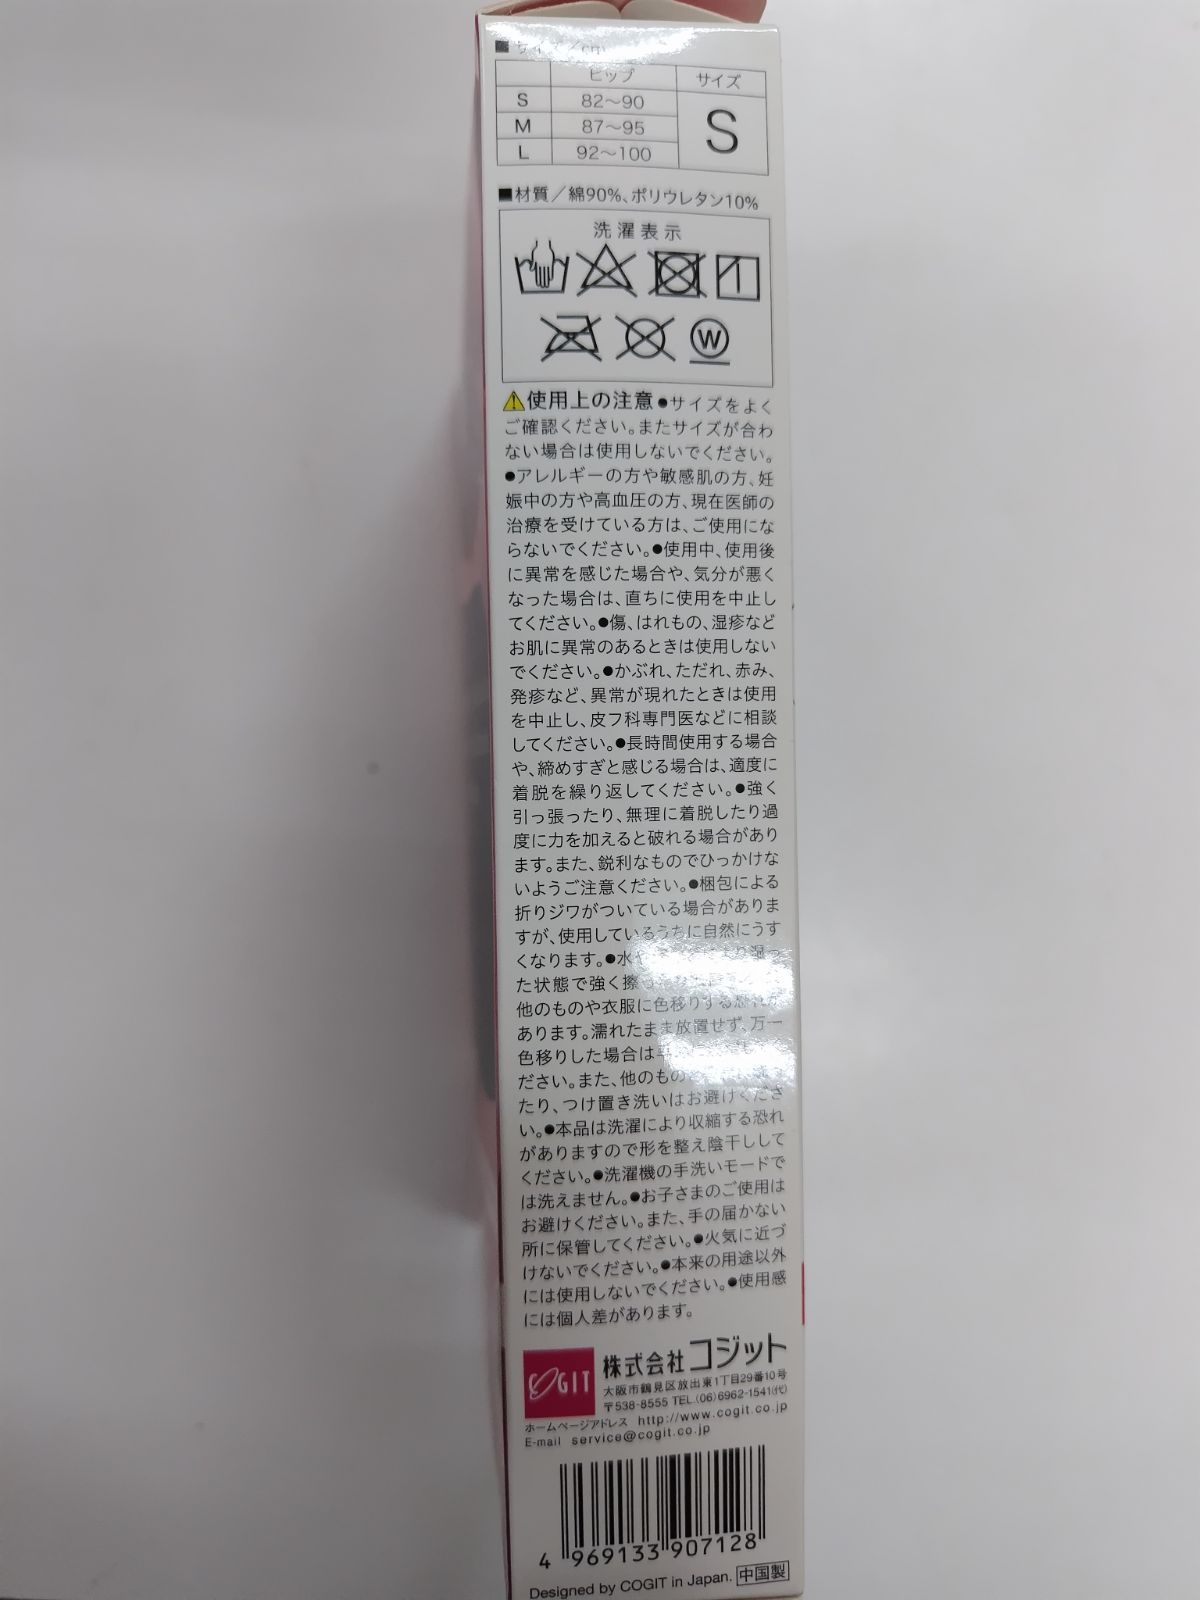 ■サイズ/cm
ヒップ サイズ
S 82〜90 S
M 87〜95
L 92〜100
■材質/綿90%、ポリウレタン10%
洗濯表示
W
使用上の注意●サイズをよく
ご確認ください。またサイズが合わ
ない場合は使用しないでください。
●アレルギーの方や敏感肌の方、妊
娠中の方や高血圧の方、現在医師の
治療を受けている方は、ご使用にな
らないでください。●使用中、使用後
に異常を感じた場合や、気分が悪く
なった場合は、直ちに使用を中止し
てください。●傷、はれもの、湿疹など
お肌に異常のあるときは使用しない
でください。●かぶれ、ただれ、赤み、
発疹など、異常が現れたときは使用
を中止し、皮フ科専門医などに相談
してください。●長時間使用する場合
や、締めすぎと感じる場合は、適度に
着脱を繰り返してください。●強く
引っ張ったり、無理に着脱したり過
度に力を加えると破れる場合があり
ます。また、鋭利なものでひっかけな
いようご注意ください。●梱包による
折りジワがついている場合がありま
すが、使用しているうちに自然にうす
くなります。●水や 湿っ
た状態で強く擦
他のものや衣服に色移りする恐れが
あります。濡れたまま放置せず、万一
色移りした場合は
ださい。また、他のもの
たり、つけ置き洗いはお避けくださ
い。●本品は洗濯により収縮する恐れ
がありますので形を整え陰干しして
ください。●洗濯機の手洗いモードで
は洗えません。●お子さまのご使用は
お避けください。また、手の届かない
所に保管してください。●火気に近づ
けないでください。●本来の用途以外
には使用しないでください。●使用感
には個人差があります。
COGIT 株式会社コジット
大阪市鶴見区放出東1丁目29番10号
〒538-8555 TEL.(06)6962-1541(代)
ホームページアドレス http://www.cogit.co.jp
E-mail service@cogit.co.jp
4 969133 907128
Designed by COGIT in Japan. 中国製